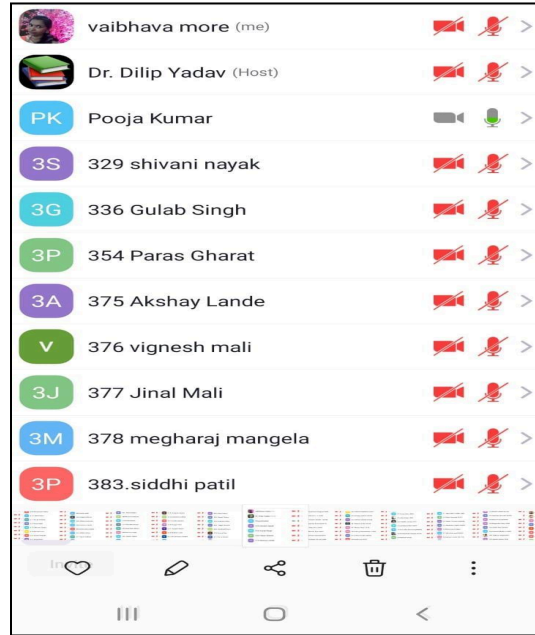 vaibhava more (me)
Dr. Dilip Yadav (Host)
PK Pooja Kumar
3S 329 shivani nayak
3G 336 Gulab Singh
3P 354 Paras Gharat
3A 375 Akshay Lande
V 376 vignesh mali
3J 377 Jinal Mali
3M 378 megharaj mangela
3P 383.siddhi patil